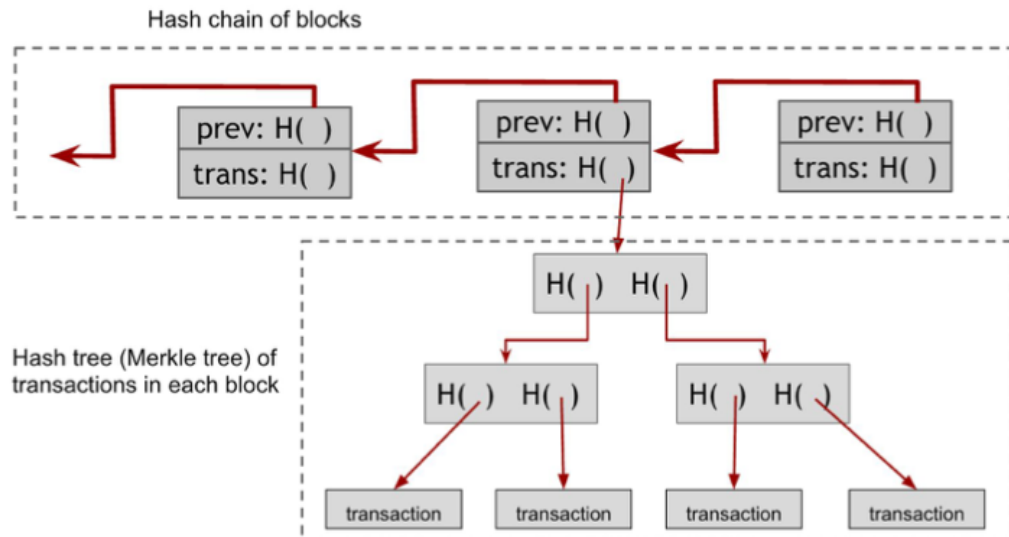 Hash chain of blocks
prev: H( )
trans: H( )
prev: H( )
trans: H( )
prev: H( )
trans: H( )
H( ) H( )
Hash tree (Merkle tree) of
transactions in each block
H( ) H( )
H( ) H( )
transaction
transaction
transaction
transaction